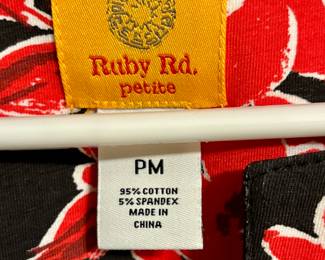 Ruby Rd.
petite
PM
95% COTTON
5% SPANDEX
MADE IN
CHINA